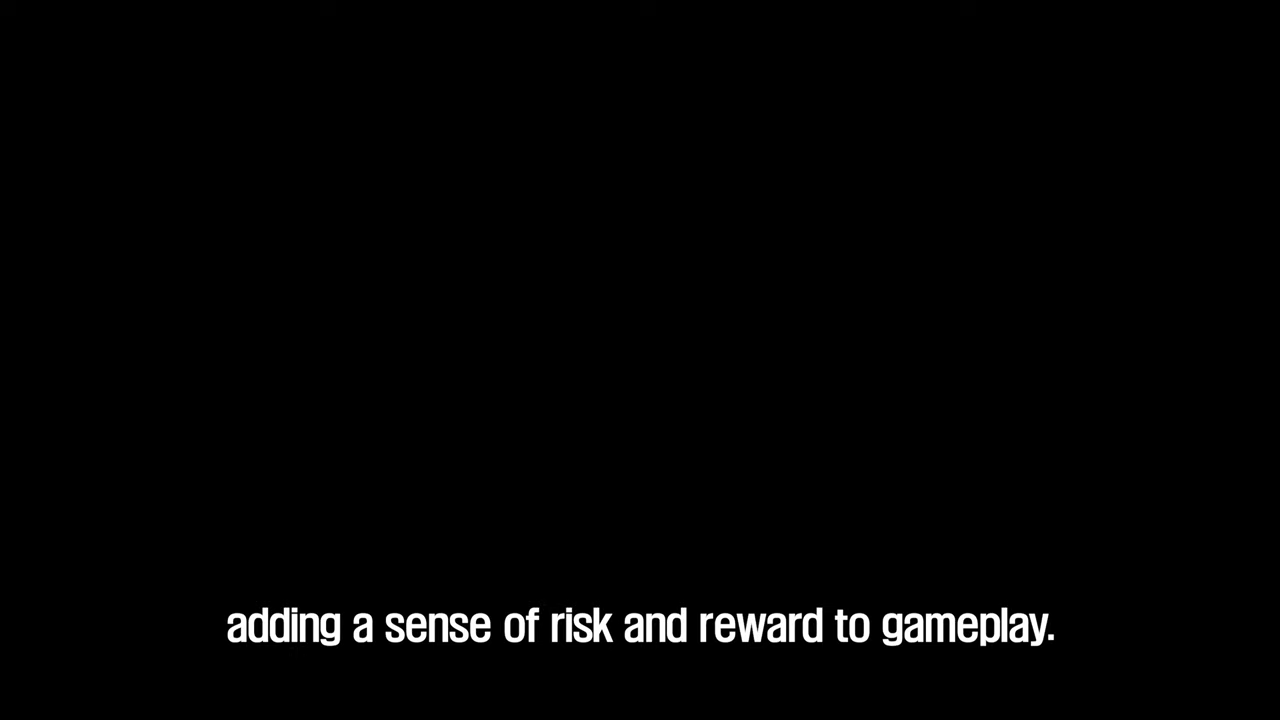 adding a sense of risk and reward to gameplay.